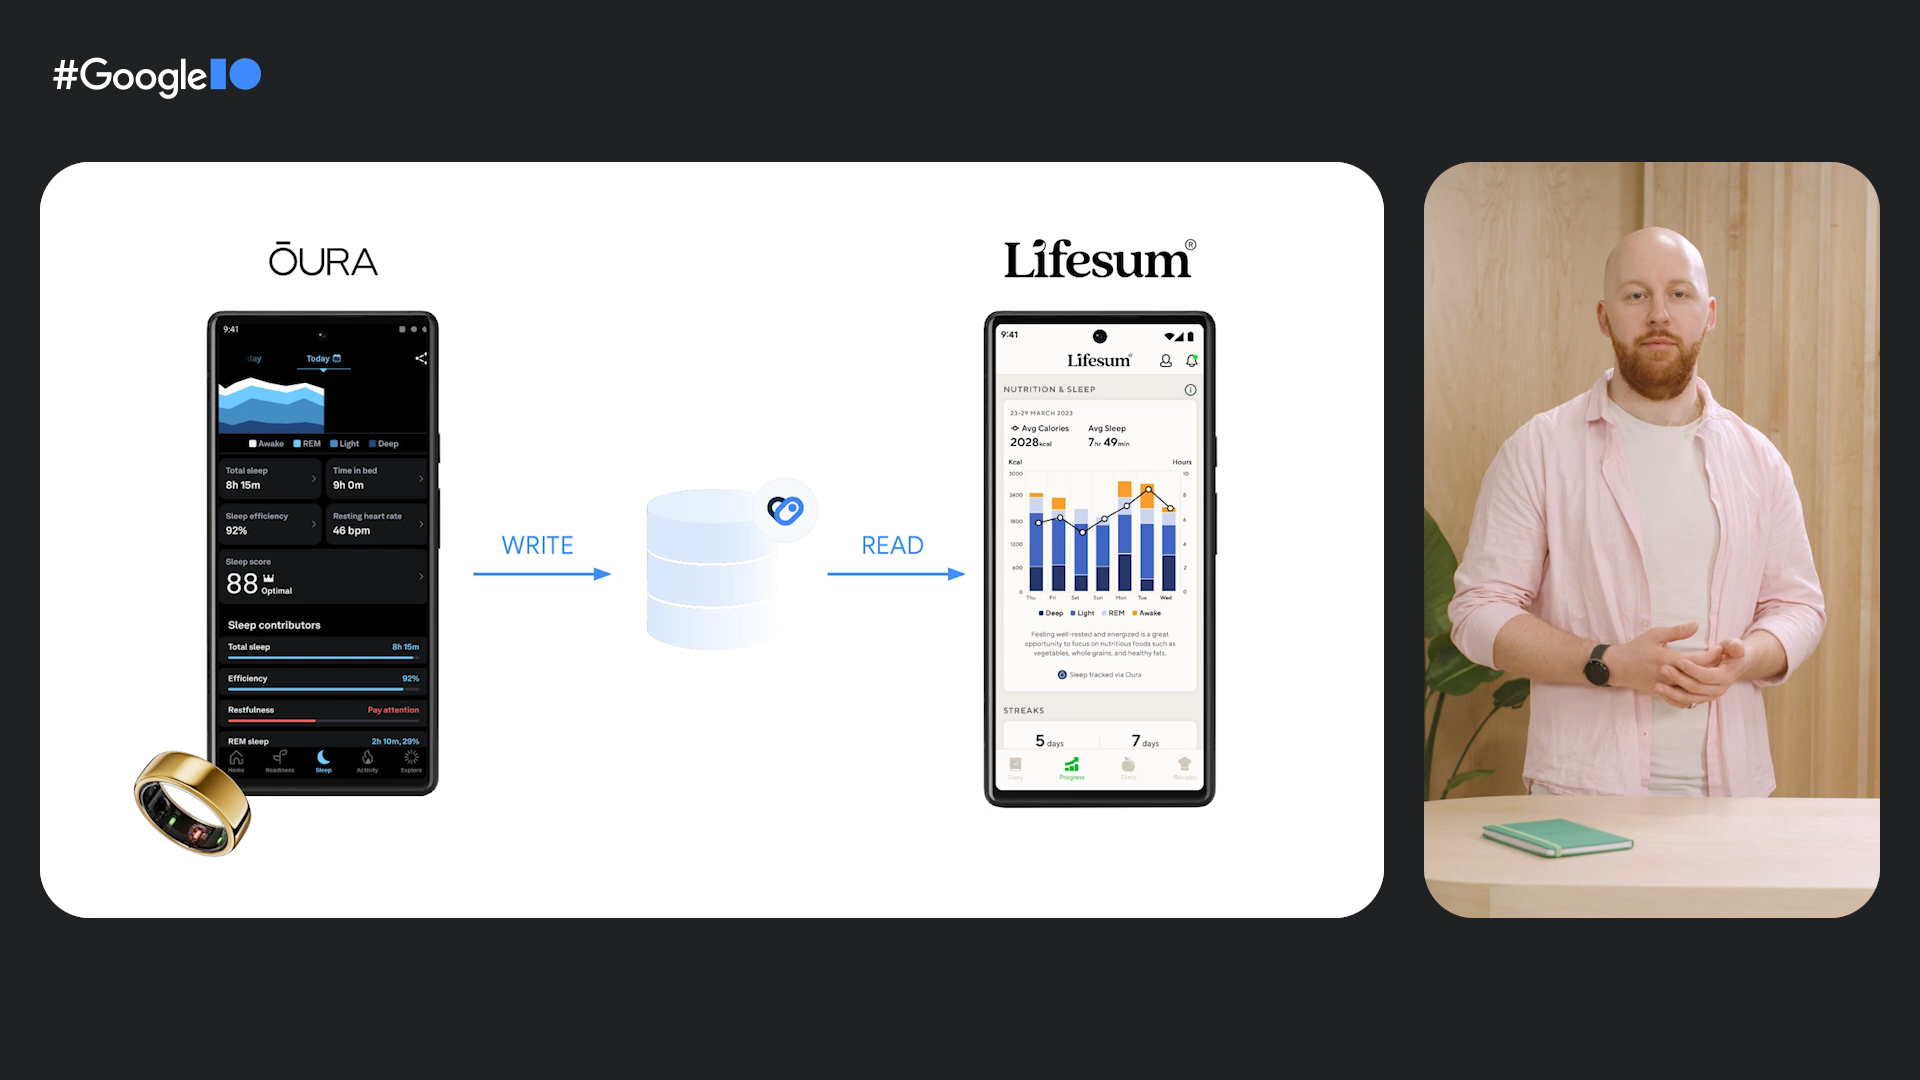 #GoogleIO
ŌURA
9:41
Today
Awake REM Light Deep
Total sleep
8h 15m
Time in bed
9h 0m
Sleep efficiency
92%
Resting heart rate
46 bpm
Sleep score
88 Optimal
Sleep contributors
Total sleep 8h 15m
Efficiency 92%
Restfulness Pay attention
REM sleep 2h 10m, 29%
Home Readiness Sleep Activity Explore
WRITE
READ
Lifesum®
9:41
Lifesum®
NUTRITION & SLEEP
23-29 MARCH 2023
Avg Calories
2028kcal
Avg Sleep
7hr 49min
Kcal Hours
3000 10
2400 8
1800 6
1200 4
600 2
0 0
Thu Fri Sat Sun Mon Tue Wed
Deep Light REM Awake
Feeling well-rested and energized is a great
opportunity to focus on nutritious foods such as
vegetables, whole grains, and healthy fats.
Sleep tracked via Oura
STREAKS
5 days 7 days
Diary Progress Diets Recipes